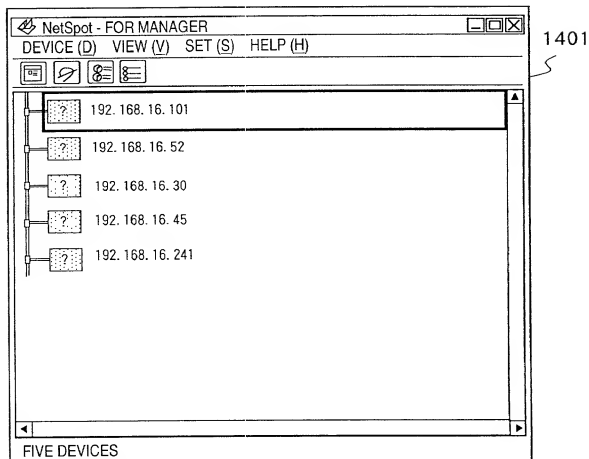 NetSpot - FOR MANAGER
DEVICE (D) VIEW (V) SET (S) HELP (H)
1401
? 192. 168. 16. 101
? 192. 168. 16. 52
? 192. 168. 16. 30
? 192. 168. 16. 45
? 192. 168. 16. 241
FIVE DEVICES